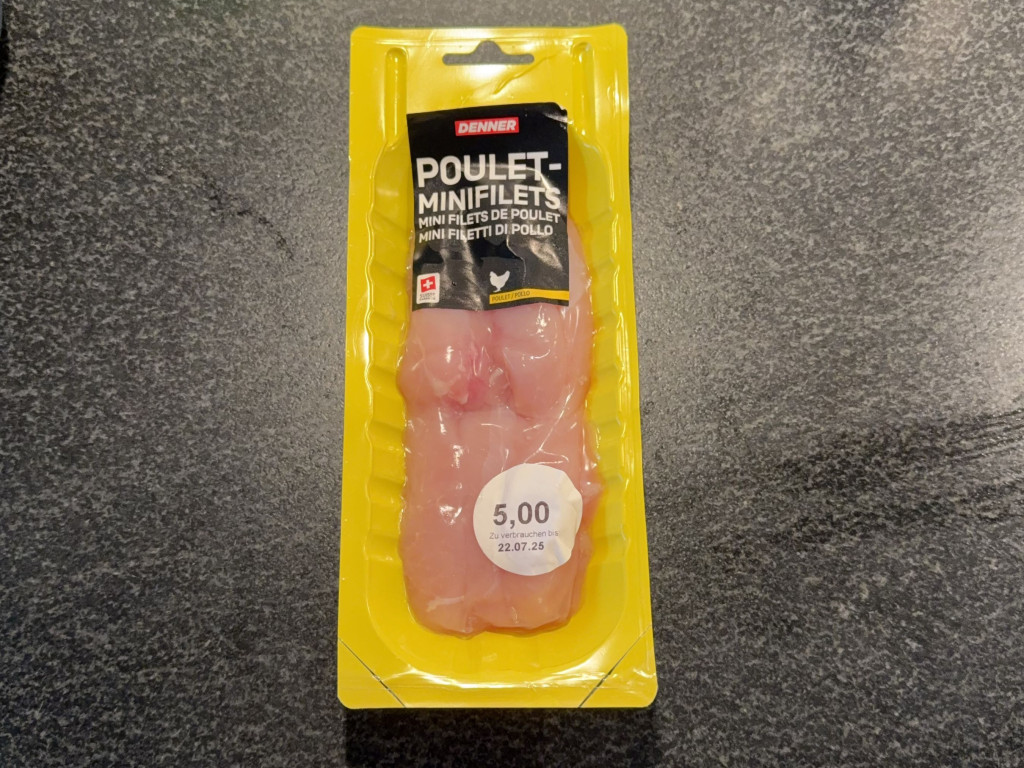 DENNER
POULET-
MINIFILETS
MINI FILETS DE POULET
MINI FILETTI DI POLLO
POULET / POLLO
5,00
Zu verbrauchen bis
22.07.25